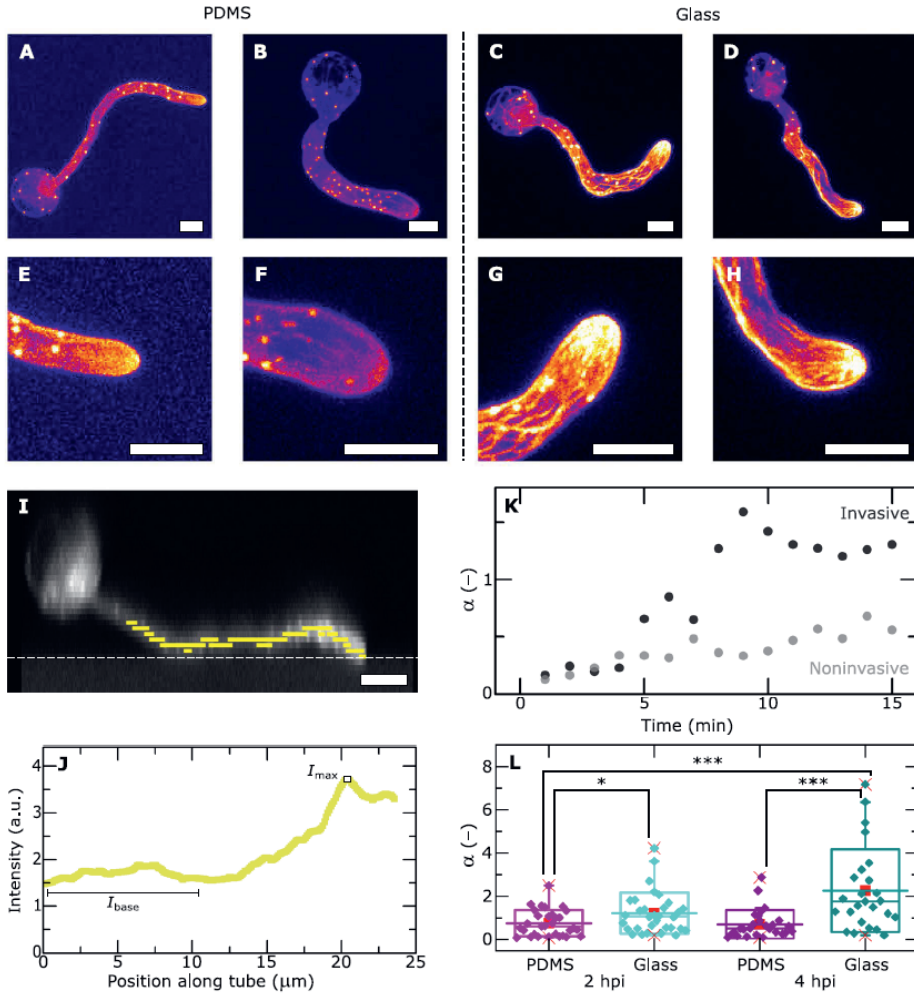 PDMS
Glass
A
B
C
D
E
F
G
H
I
K
α (−)
1
0
Invasive
Noninvasive
0
5
10
15
Time (min)
J
Intensity (a.u.)
4
3
2
1
0
Imax
Ibase
0
5
10
15
20
25
Position along tube (μm)
L
α (−)
8
6
4
2
0
***
*
***
PDMS
Glass
PDMS
Glass
2 hpi
4 hpi